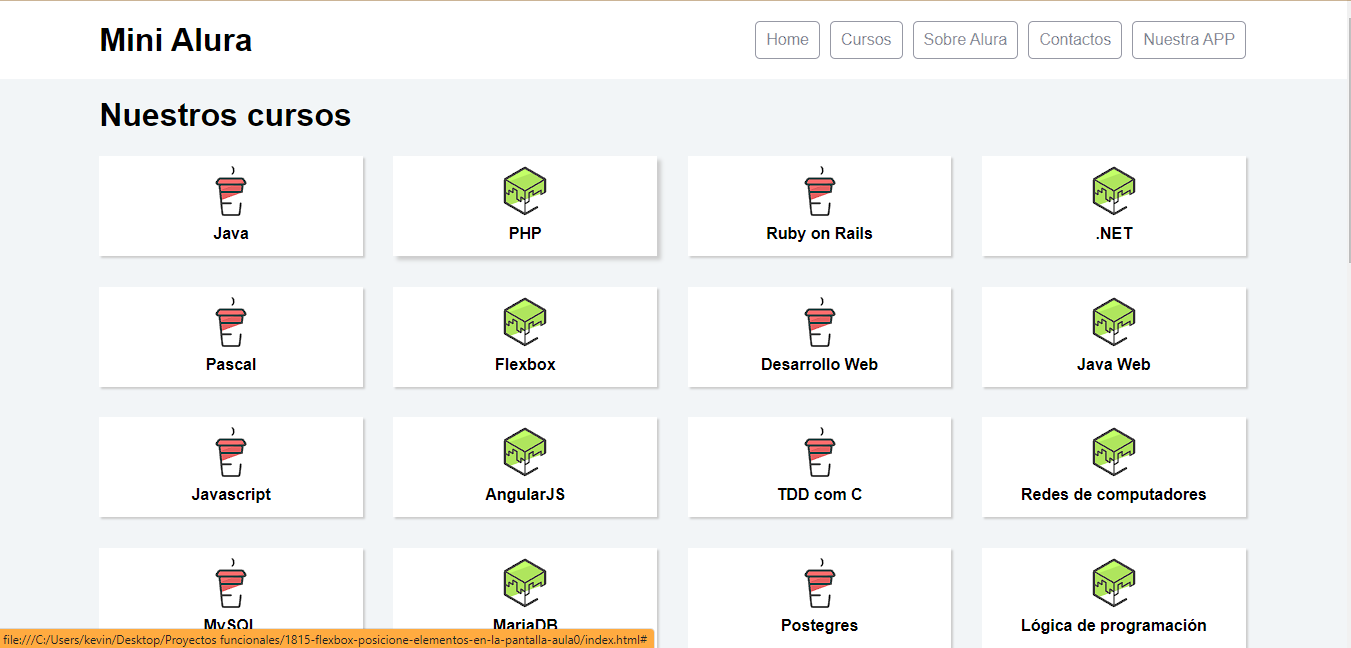 Mini Alura
Home Cursos Sobre Alura Contactos Nuestra APP
Nuestros cursos
Java PHP Ruby on Rails .NET
Pascal Flexbox Desarrollo Web Java Web
Javascript AngularJS TDD com C Redes de computadores
MySQL MariaDB Postegres Lógica de programación
file:///C:/Users/kevin/Desktop/Proyectos funcionales/1815-flexbox-posicione-elementos-en-la-pantalla-aula0/index.html#